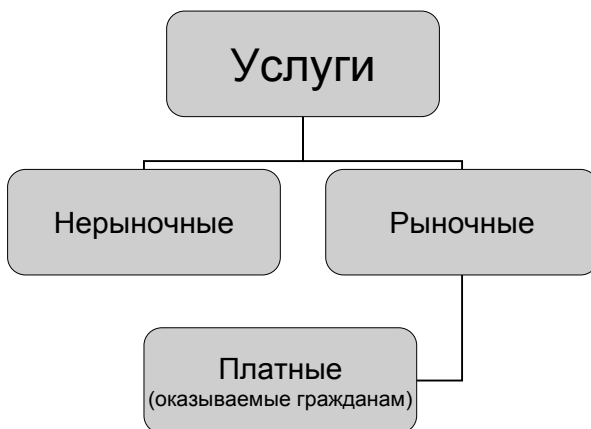 Услуги
Нерыночные
Рыночные
Платные
(оказываемые гражданам)